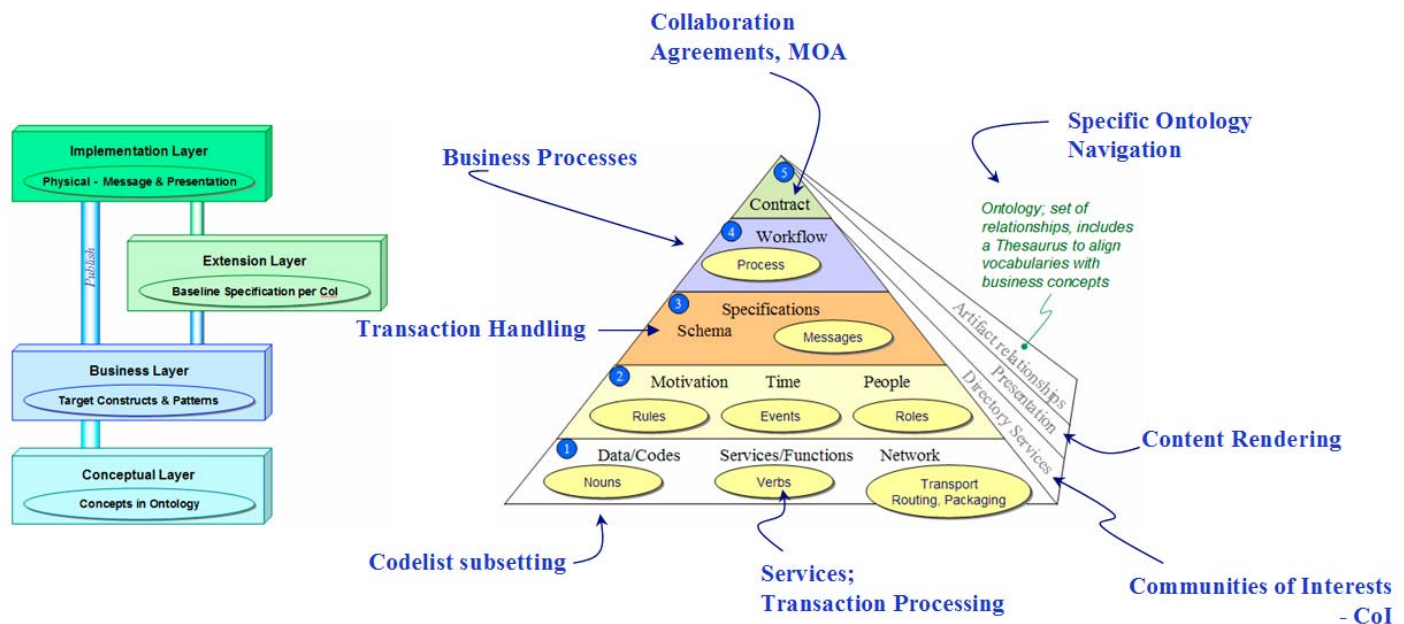 Collaboration
Agreements, MOA
Specific Ontology
Navigation
Business Processes
Implementation Layer
Physical - Message & Presentation
Publish
Extension Layer
Baseline Specification per CoI
Business Layer
Target Constructs & Patterns
Conceptual Layer
Concepts in Ontology
5
Contract
4
Workflow
Process
Ontology; set of
relationships, includes
a Thesaurus to align
vocabularies with
business concepts
Transaction Handling
3
Specifications
Schema
Messages
2
Motivation
Time
People
Rules
Events
Roles
1
Data/Codes
Services/Functions
Network
Nouns
Verbs
Transport
Routing, Packaging
Artifact relationships
Presentation
Directory Services
Content Rendering
Codelist subsetting
Services;
Transaction Processing
Communities of Interests
- CoI